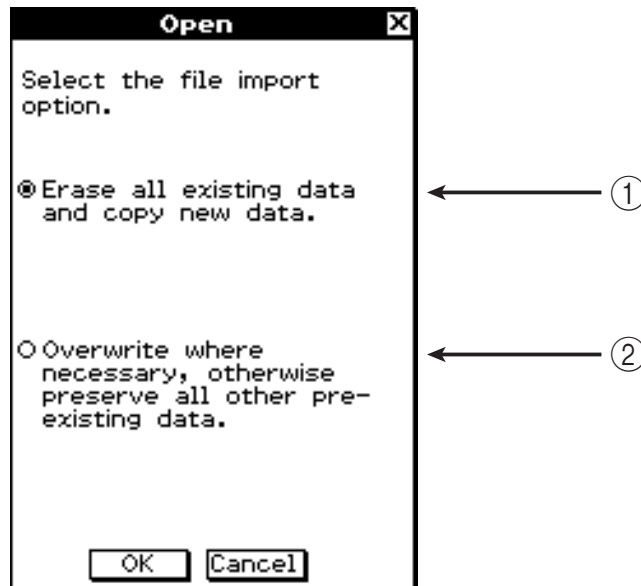 Open
Select the file import
option.
Erase all existing data
and copy new data.
①
Overwrite where
necessary, otherwise
preserve all other pre-
existing data.
②
OK Cancel